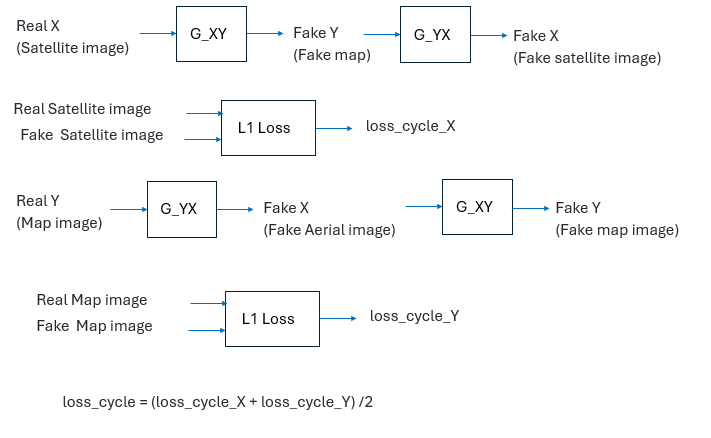 Real X
(Satellite image)
G_XY
Fake Y
(Fake map)
G_YX
Fake X
(Fake satellite image)
Real Satellite image
Fake Satellite image
L1 Loss
loss_cycle_X
Real Y
(Map image)
G_YX
Fake X
(Fake Aerial image)
G_XY
Fake Y
(Fake map image)
Real Map image
Fake Map image
L1 Loss
loss_cycle_Y
loss_cycle = (loss_cycle_X + loss_cycle_Y) /2